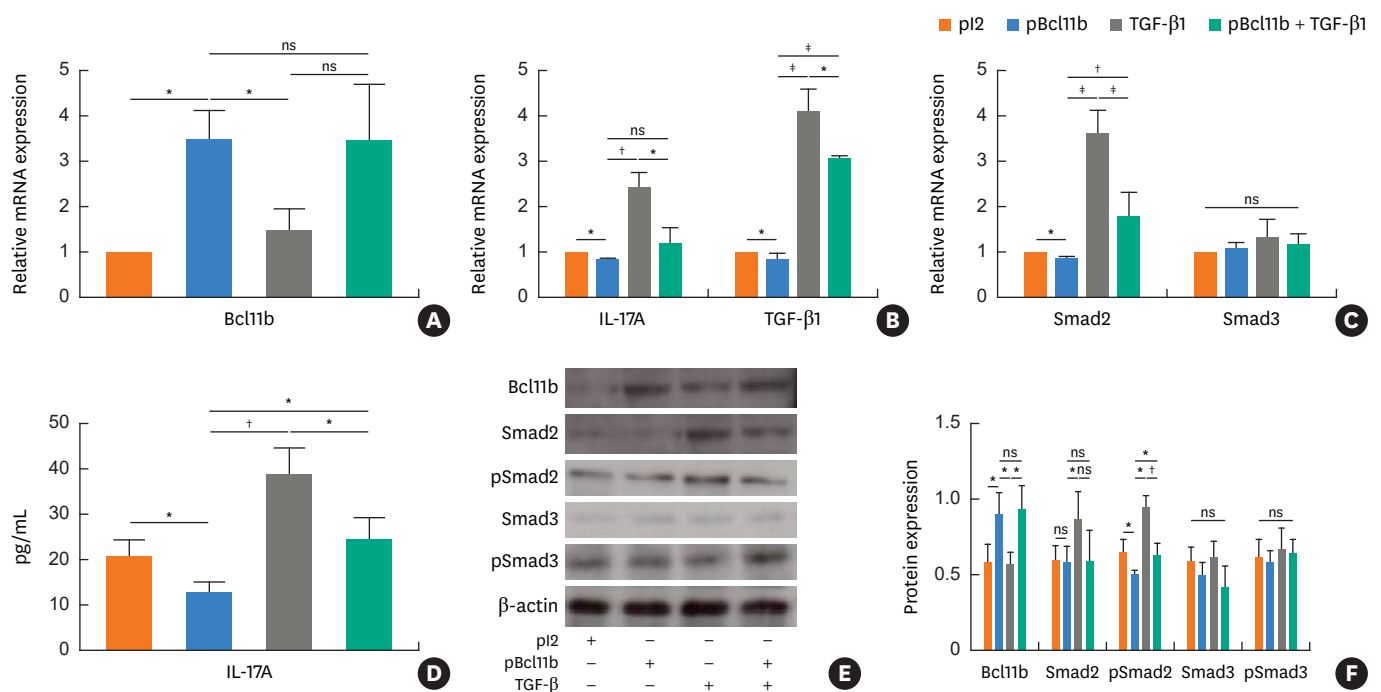 pI2 pBcl11b TGF-β1 pBcl11b + TGF-β1
Relative mRNA expression
5
4
3
2
1
0
* * ns ns
Bcl11b
A
Relative mRNA expression
5
4
3
2
1
0
* † * ns
* ‡ * ‡
IL-17A TGF-β1
B
Relative mRNA expression
5
4
3
2
1
0
* ‡ ‡ †
ns
Smad2 Smad3
C
pg/mL
50
40
30
20
10
0
* † * *
IL-17A
D
Bcl11b
Smad2
pSmad2
Smad3
pSmad3
β-actin
pI2 + – – –
pBcl11b – + – +
TGF-β – – + +
E
Protein expression
1.5
1.0
0.5
0
* * * ns
ns * ns ns
* * † *
ns
ns
Bcl11b Smad2 pSmad2 Smad3 pSmad3
F